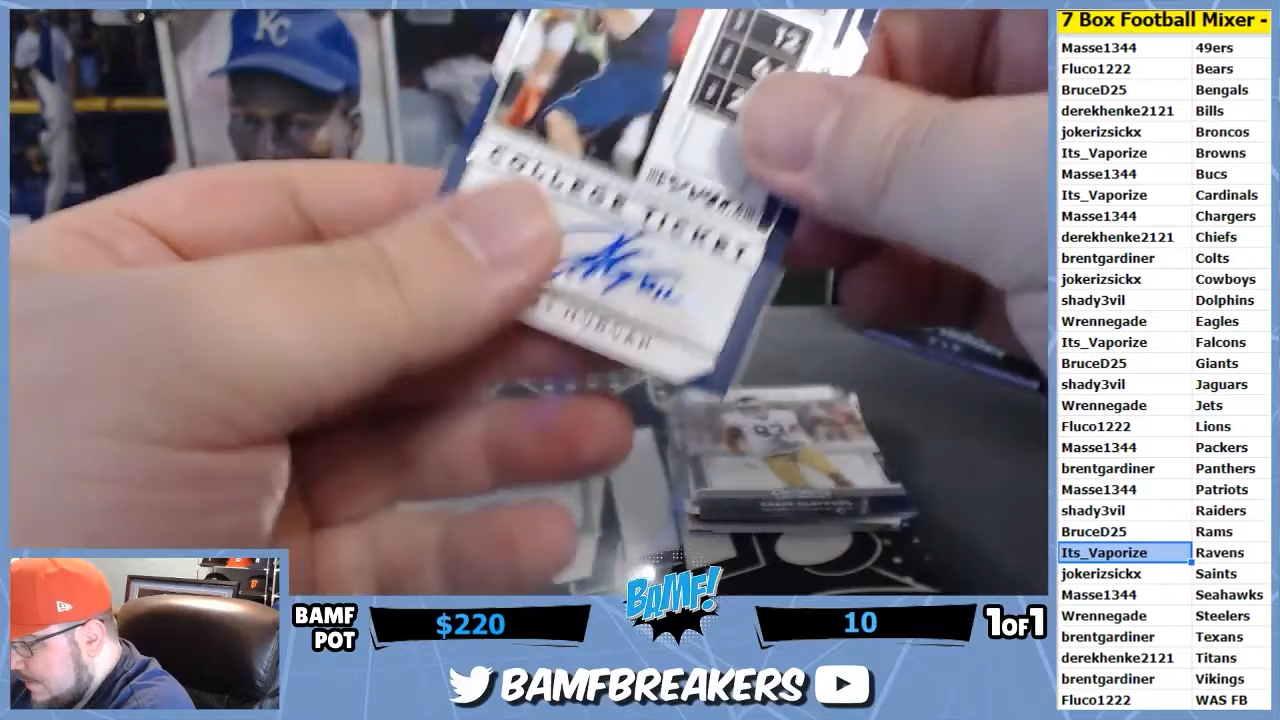 7 Box Football Mixer -
Masse1344 49ers
Fluco1222 Bears
BruceD25 Bengals
derekhenke2121 Bills
jokerizsickx Broncos
Its_Vaporize Browns
Masse1344 Bucs
Its_Vaporize Cardinals
Masse1344 Chargers
derekhenke2121 Chiefs
brentgardiner Colts
jokerizsickx Cowboys
shady3vil Dolphins
Wrennegade Eagles
Its_Vaporize Falcons
BruceD25 Giants
shady3vil Jaguars
Wrennegade Jets
Fluco1222 Lions
Masse1344 Packers
brentgardiner Panthers
Masse1344 Patriots
shady3vil Raiders
BruceD25 Rams
Its_Vaporize Ravens
jokerizsickx Saints
Masse1344 Seahawks
Wrennegade Steelers
brentgardiner Texans
derekhenke2121 Titans
brentgardiner Vikings
Fluco1222 WAS FB
KC
12
COLLEGE TICKET
92
BAMF POT
$220
BAMF!
10
1OF1
BAMFBREAKERS